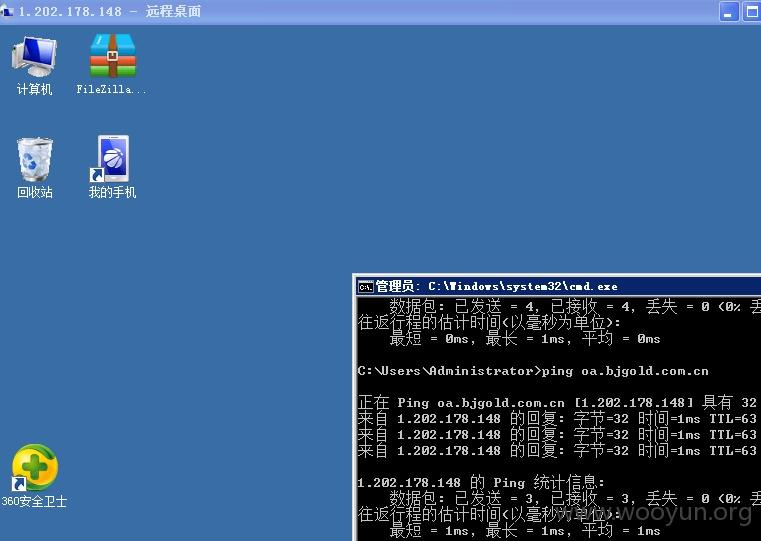 1.202.178.148 - 远程桌面
计算机
FileZilla...
回收站
我的手机
360安全卫士
管理员: C:\Windows\system32\cmd.exe
数据包: 已发送 = 4, 已接收 = 4, 丢失 = 0 (0% 丢
往返行程的估计时间(以毫秒为单位):
最短 = 0ms, 最长 = 1ms, 平均 = 0ms
C:\Users\Administrator>ping oa.bjgold.com.cn
正在 Ping oa.bjgold.com.cn [1.202.178.148] 具有 32
来自 1.202.178.148 的回复: 字节=32 时间=1ms TTL=63
来自 1.202.178.148 的回复: 字节=32 时间=1ms TTL=63
来自 1.202.178.148 的回复: 字节=32 时间=1ms TTL=63
1.202.178.148 的 Ping 统计信息:
数据包: 已发送 = 3, 已接收 = 3, 丢失 = 0 (0% 丢
往返行程的估计时间(以毫秒为单位):
最短 = 1ms, 最长 = 1ms, 平均 = 1ms
www.wooyun.org